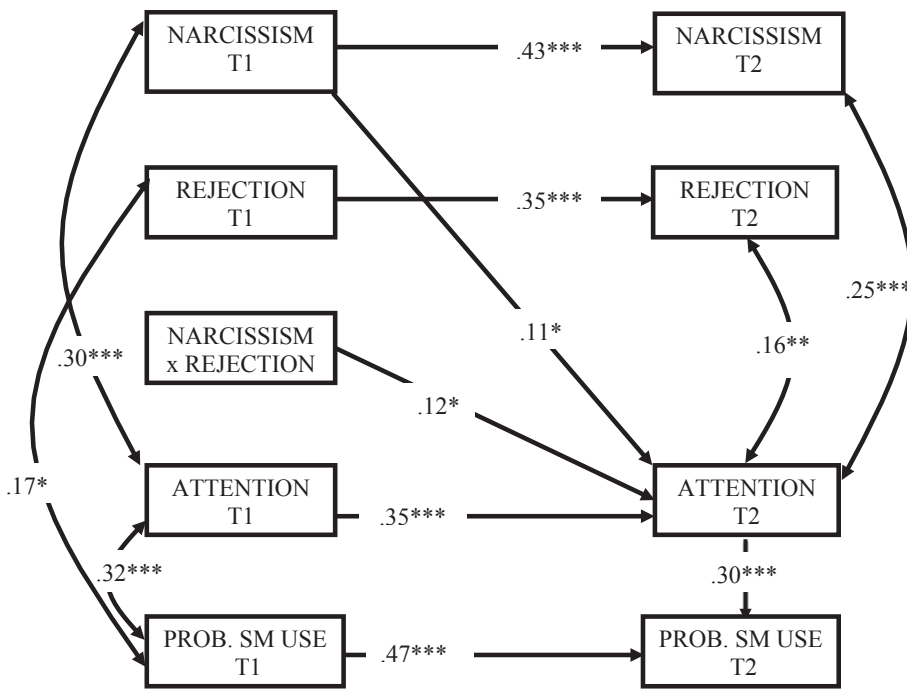 NARCISSISM
T1
.43***
NARCISSISM
T2
REJECTION
T1
.35***
REJECTION
T2
.25***
NARCISSISM
x REJECTION
.11*
.16**
.30***
.12*
.17*
ATTENTION
T1
.35***
ATTENTION
T2
.32***
.30***
PROB. SM USE
T1
.47***
PROB. SM USE
T2